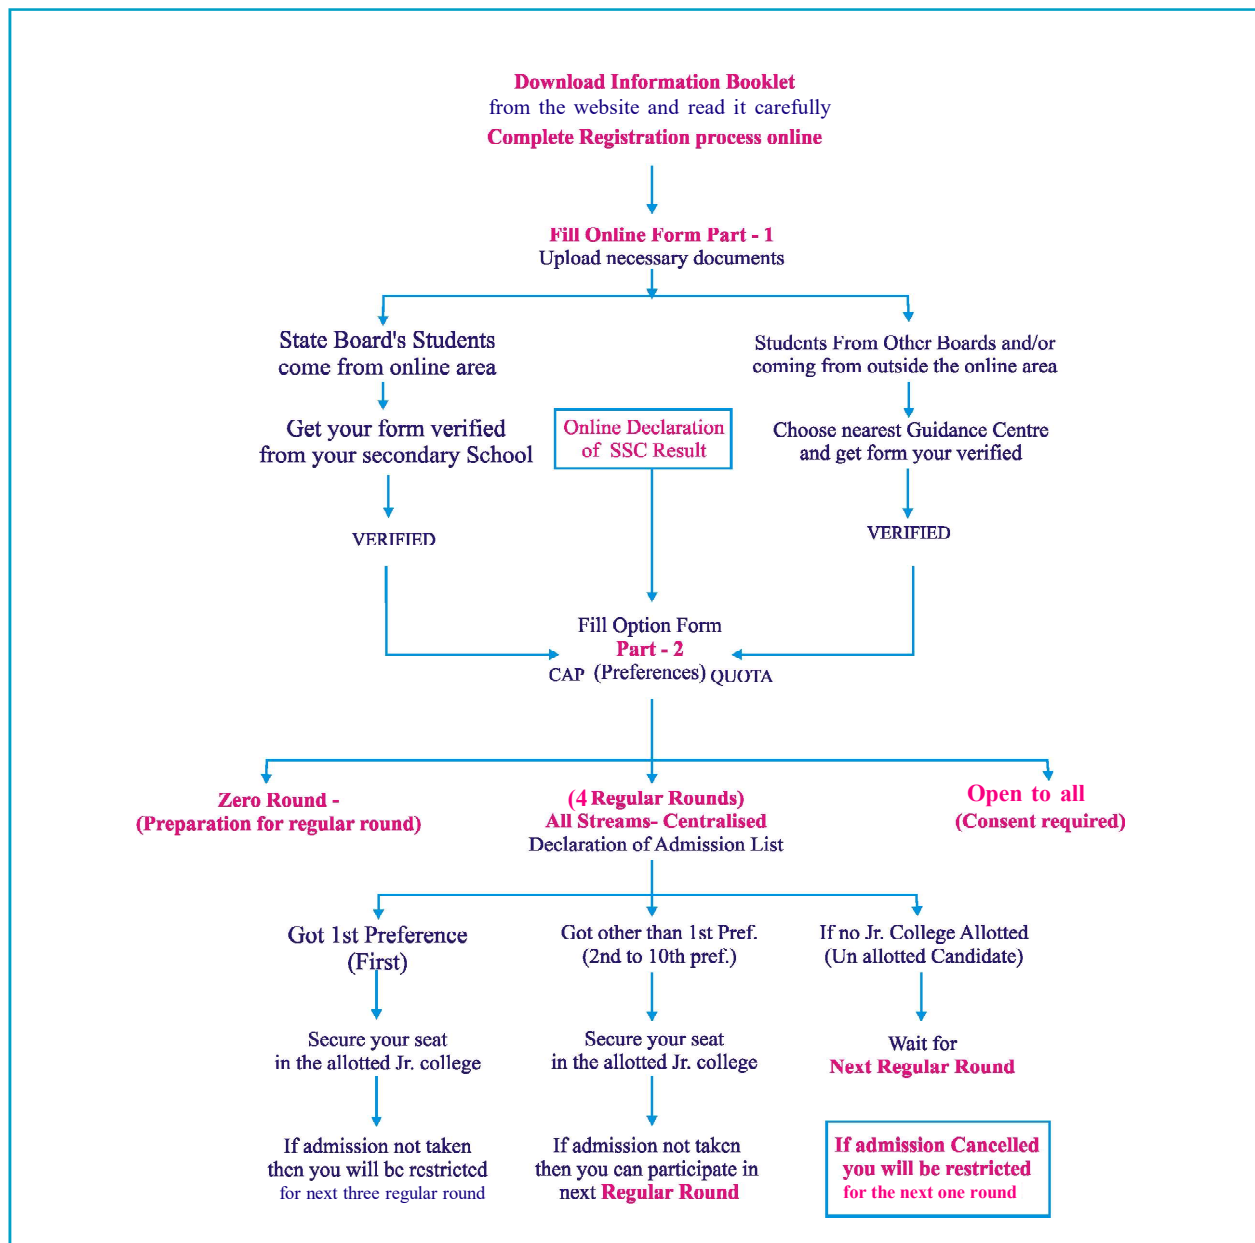 Download Information Booklet
from the website and read it carefully
Complete Registration process online
Fill Online Form Part - 1
Upload necessary documents
State Board's Students
come from online area
Students From Other Boards and/or
coming from outside the online area
Get your form verified
from your secondary School
Online Declaration
of SSC Result
Choose nearest Guidance Centre
and get form your verified
VERIFIED
VERIFIED
Fill Option Form
Part - 2
CAP (Preferences) QUOTA
Zero Round -
(Preparation for regular round)
(4 Regular Rounds)
All Streams- Centralised
Declaration of Admission List
Open to all
(Consent required)
Got 1st Preference
(First)
Got other than 1st Pref.
(2nd to 10th pref.)
If no Jr. College Allotted
(Un allotted Candidate)
Secure your seat
in the allotted Jr. college
Secure your seat
in the allotted Jr. college
Wait for
Next Regular Round
If admission not taken
then you will be restricted
for next three regular round
If admission not taken
then you can participate in
next Regular Round
If admission Cancelled
you will be restricted
for the next one round